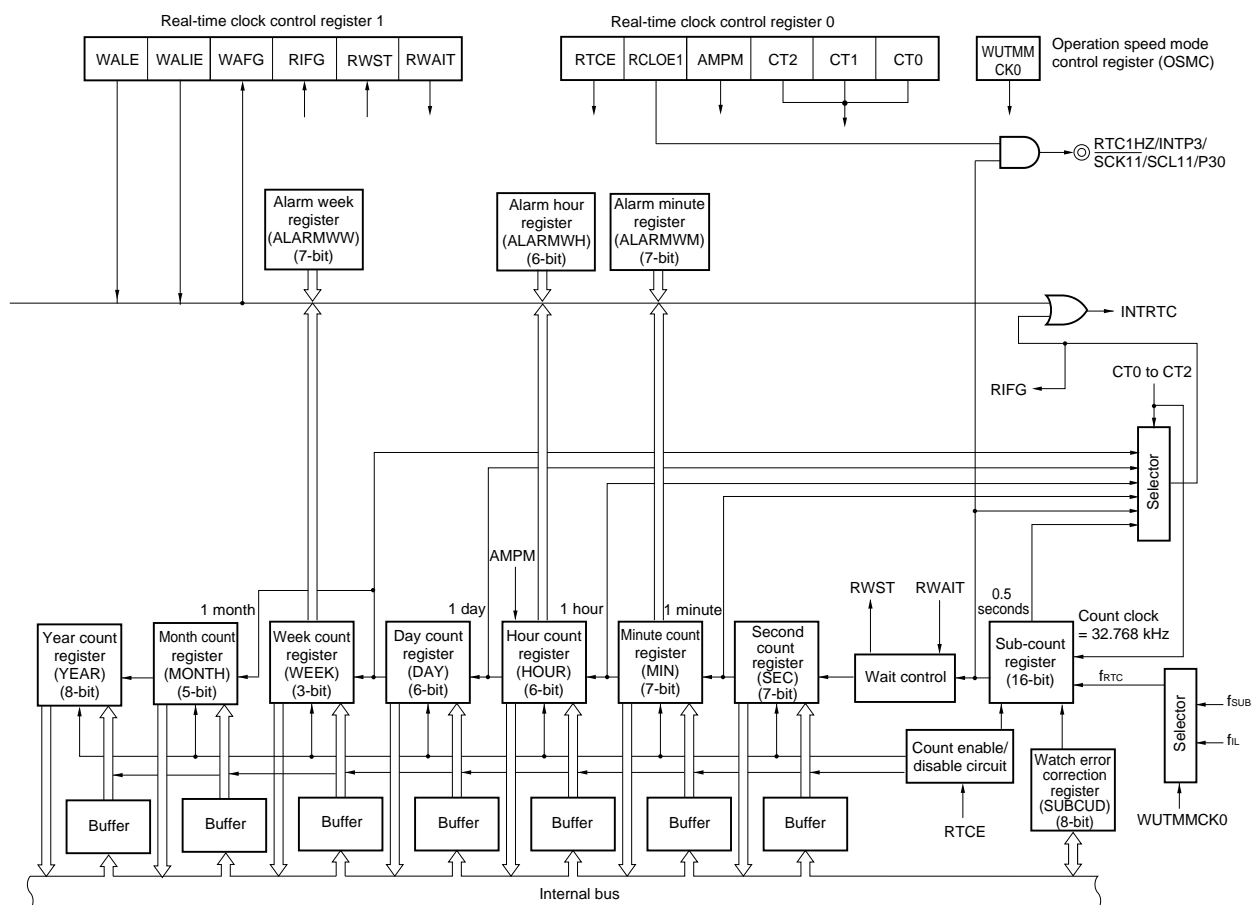 Real-time clock control register 1
WALE
WALIE
WAFG
RIFG
RWST
RWAIT
Real-time clock control register 0
RTCE
RCLOE1
AMPM
CT2
CT1
CT0
WUTMM
CK0
Operation speed mode
control register (OSMC)
RTC1HZ/INTP3/
SCK11/SCL11/P30
Alarm week
register
(ALARMWW)
(7-bit)
Alarm hour
register
(ALARMWH)
(6-bit)
Alarm minute
register
(ALARMWM)
(7-bit)
INTRTC
RIFG
CT0 to CT2
Selector
AMPM
1 month
1 day
1 hour
1 minute
RWST
RWAIT
0.5
seconds
Count clock
= 32.768 kHz
Year count
register
(YEAR)
(8-bit)
Month count
register
(MONTH)
(5-bit)
Week count
register
(WEEK)
(3-bit)
Day count
register
(DAY)
(6-bit)
Hour count
register
(HOUR)
(6-bit)
Minute count
register
(MIN)
(7-bit)
Second
count
register
(SEC)
(7-bit)
Wait control
Sub-count
register
(16-bit)
fRTC
Selector
fSUB
fIL
WUTMMCK0
Count enable/
disable circuit
RTCE
Watch error
correction
register
(SUBCUD)
(8-bit)
Buffer
Buffer
Buffer
Buffer
Buffer
Buffer
Buffer
Internal bus